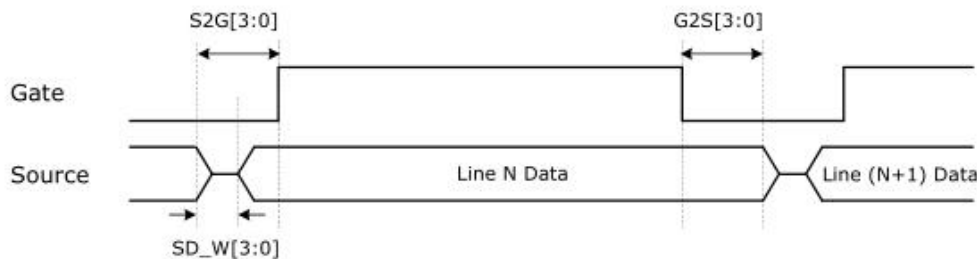 S2G[3:0]
G2S[3:0]
Gate
Source
Line N Data
Line (N+1) Data
SD_W[3:0]